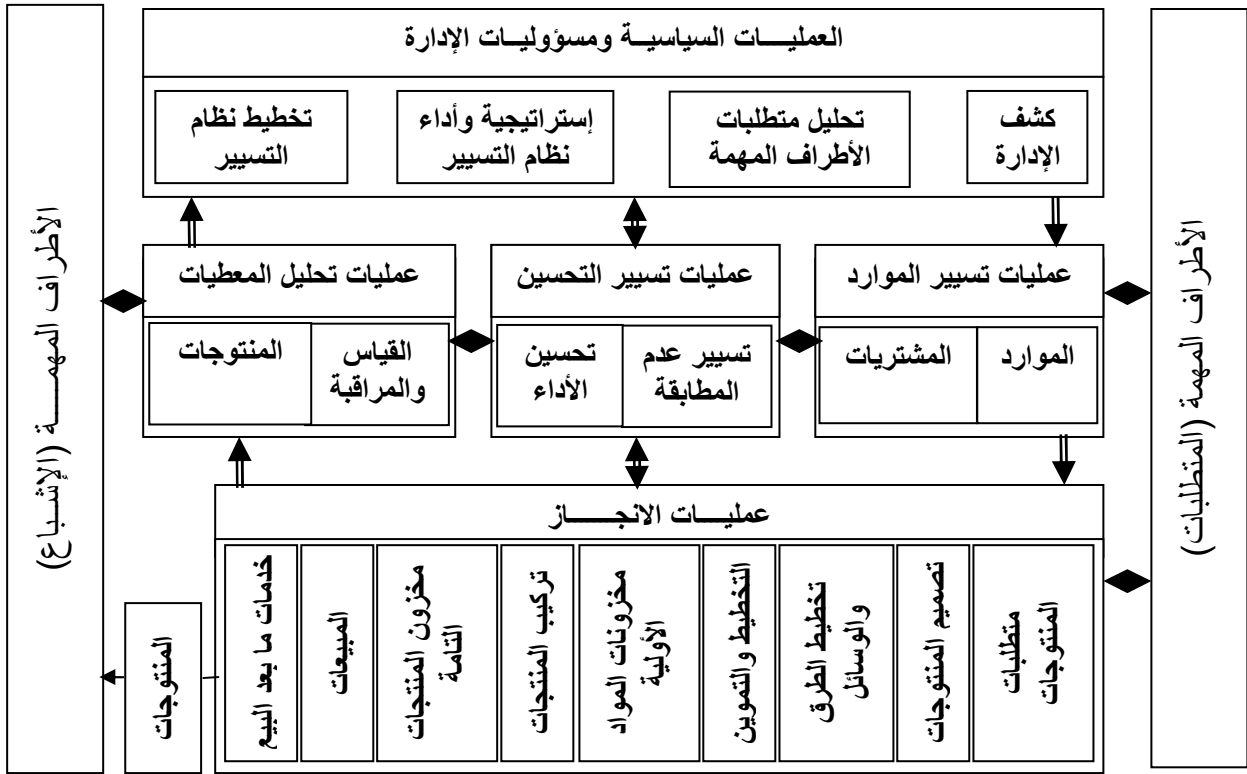 العمليــــات السياسيــة ومسؤوليــات الإدارة
كشف
الإدارة
تحليل متطلبات
الأطراف المهمة
إستراتيجية وأداء
نظام التسيير
تخطيط نظام
التسيير
الأطراف المهمة (المتطلبات)
عمليات تسيير الموارد
الموارد
المشتريات
عمليات تسيير التحسين
تسيير عدم
المطابقة
تحسين
الأداء
عمليات تحليل المعطيات
القياس
والمراقبة
المنتوجات
الأطراف المهمــــة (الإشــباع)
عمليــــات الانجــــــاز
متطلبات
المنتوجات
تصميم المنتوجات
تخطيط الطرق
والوسائل
التخطيط والتموين
مخزونات المواد
الأولية
تركيب المنتجات
مخزون المنتجات
التامة
المبيعات
خدمات ما بعد البيع
المنتوجات